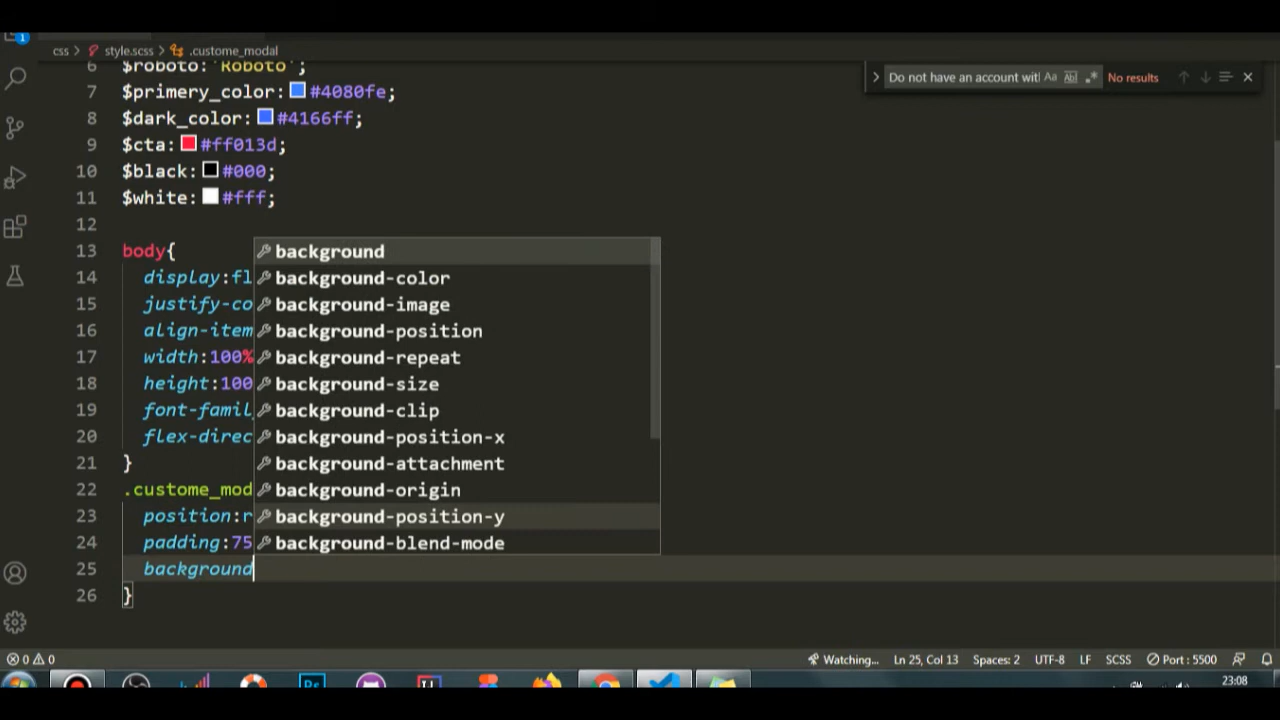 1
css > style.scss > .custome_modal
Do not have an account wit
No results
6 $roboto:'Roboto';
7 $primery_color: #4080fe;
8 $dark_color: #4166ff;
9 $cta: #ff013d;
10 $black: #000;
11 $white: #fff;
12
13 body{
14 display:fl
15 justify-co
16 align-item
17 width:100%
18 height:100
19 font-famil
20 flex-direc
21 }
22 .custome_mod
23 position:r
24 padding:75
25 background
26 }
background
background-color
background-image
background-position
background-repeat
background-size
background-clip
background-position-x
background-attachment
background-origin
background-position-y
background-blend-mode
0 0 Watching... Ln 25, Col 13 Spaces: 2 UTF-8 LF SCSS Port : 5500
Ps
23:08